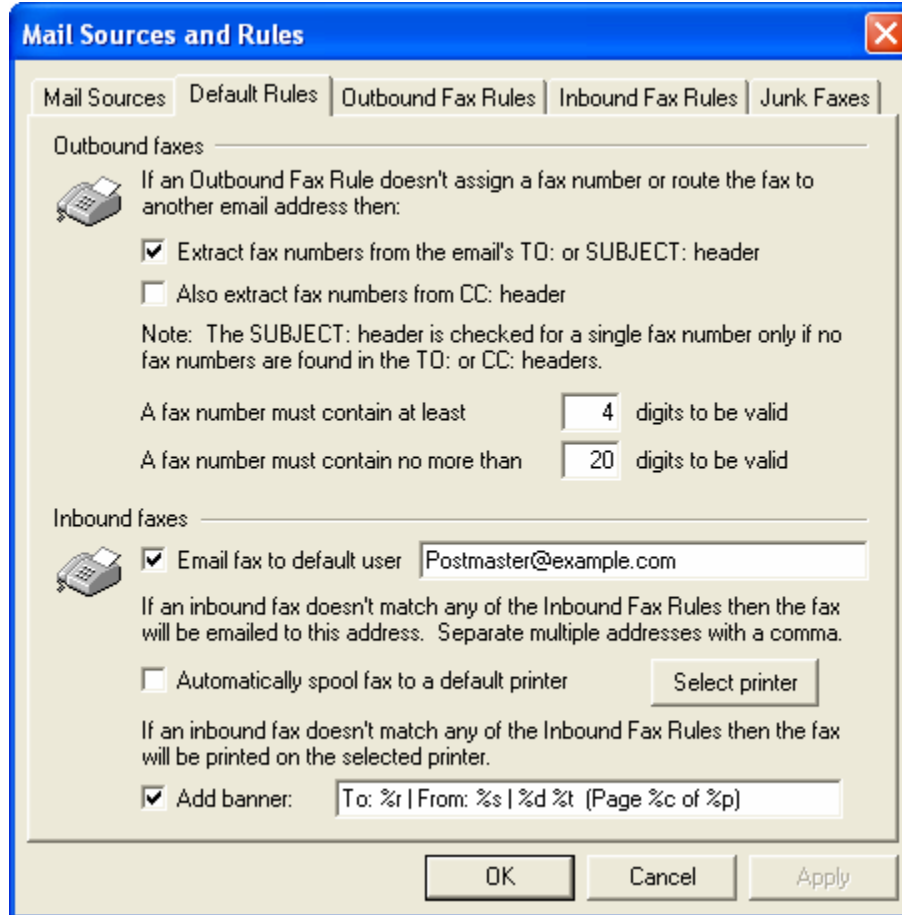 Mail Sources and Rules
Mail Sources
Default Rules
Outbound Fax Rules
Inbound Fax Rules
Junk Faxes
Outbound faxes
If an Outbound Fax Rule doesn't assign a fax number or route the fax to
another email address then:
Extract fax numbers from the email's TO: or SUBJECT: header
Also extract fax numbers from CC: header
Note:  The SUBJECT: header is checked for a single fax number only if no
fax numbers are found in the TO: or CC: headers.
A fax number must contain at least 4 digits to be valid
A fax number must contain no more than 20 digits to be valid
Inbound faxes
Email fax to default user Postmaster@example.com
If an inbound fax doesn't match any of the Inbound Fax Rules then the fax
will be emailed to this address.  Separate multiple addresses with a comma.
Automatically spool fax to a default printer Select printer
If an inbound fax doesn't match any of the Inbound Fax Rules then the fax
will be printed on the selected printer.
Add banner: To: %r | From: %s | %d %t  (Page %c of %p)
OK
Cancel
Apply